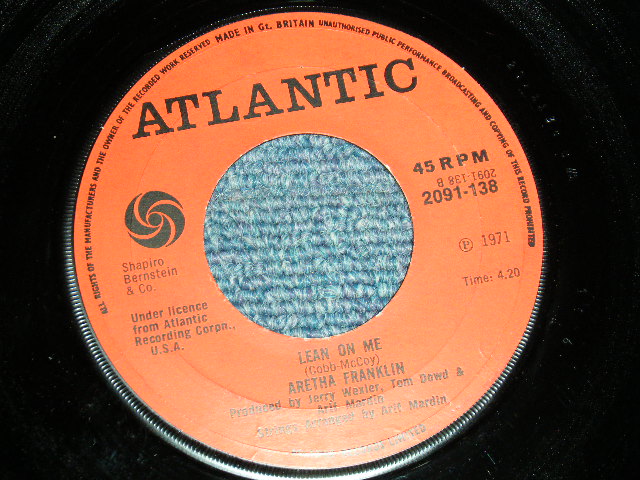 ALL RIGHTS OF THE MANUFACTURERS AND THE OWNER OF THE RECORDED WORK RESERVED MADE IN Gt. BRITAIN UNAUTHORISED PUBLIC PERFORMANCE BROADCASTING AND COPYING OF THIS RECORD PROHIBITED
ATLANTIC
45 RPM
2091-138 B
2091-138
Ⓟ 1971
Time: 4.20
Shapiro
Bernstein
& Co.
Under licence
from Atlantic
Recording Corpn.,
U.S.A.
LEAN ON ME
(Cobb-McCoy)
ARETHA FRANKLIN
Produced by Jerry Wexler, Tom Dowd &
Arif Mardin
Strings Arranged by Arif Mardin